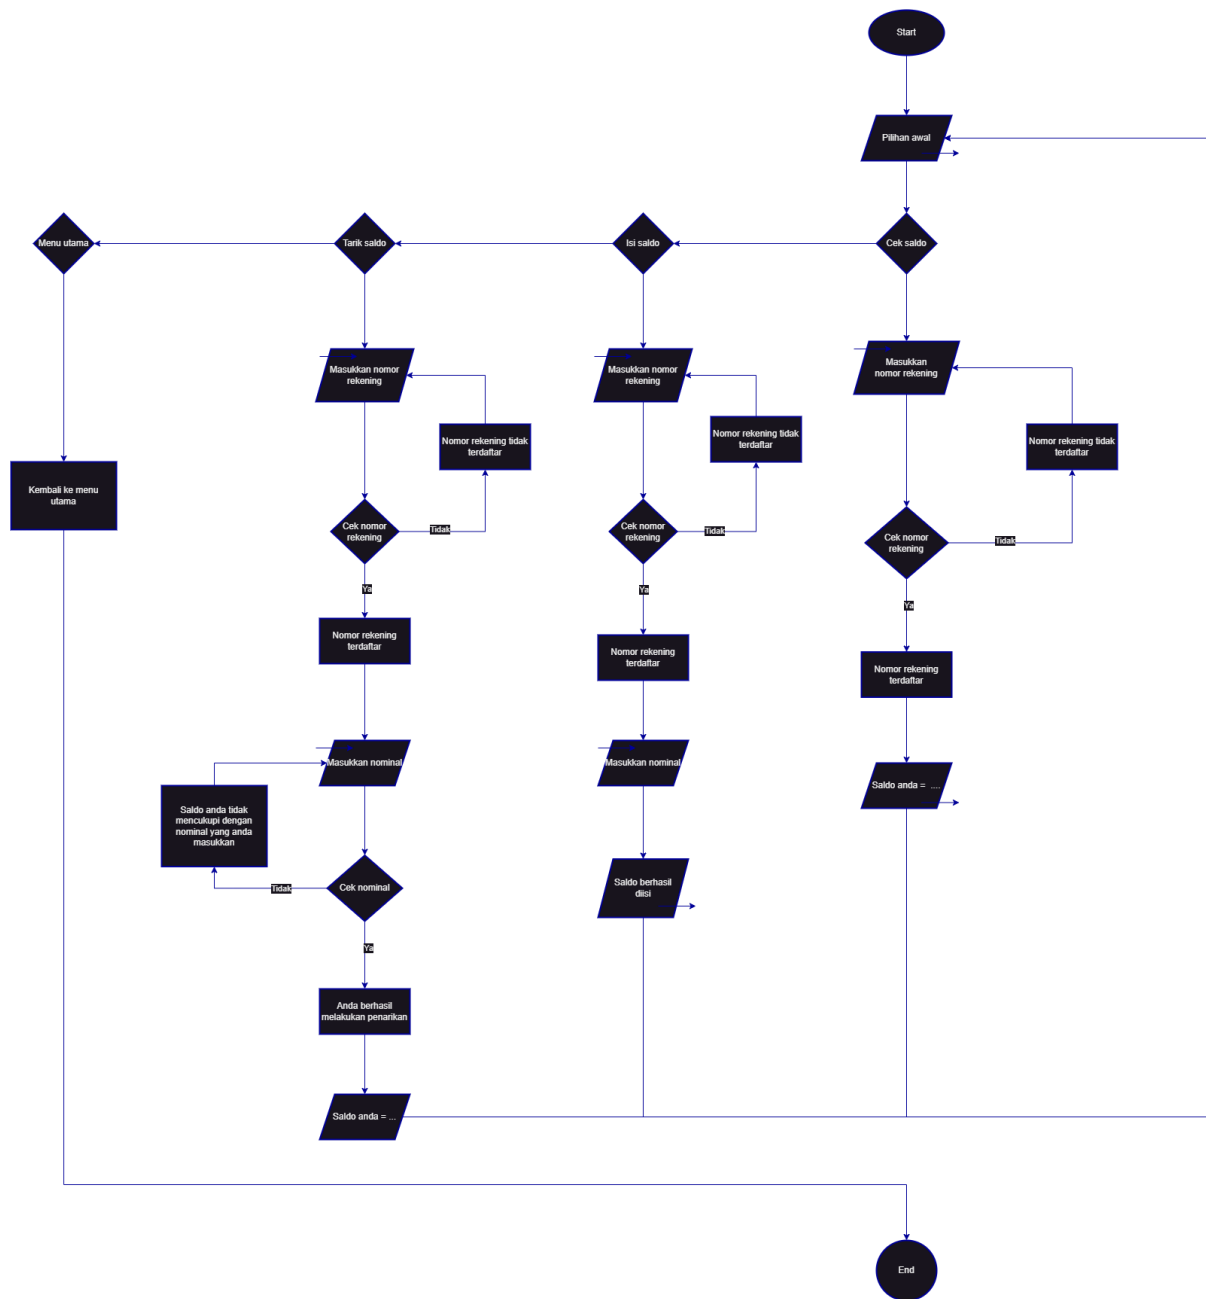 Start
Pilihan awal
Menu utama
Tarik saldo
Isi saldo
Cek saldo
Masukkan nomor
rekening
Masukkan nomor
rekening
Masukkan
nomor rekening
Nomor rekening tidak
terdaftar
Nomor rekening tidak
terdaftar
Nomor rekening tidak
terdaftar
Kembali ke menu
utama
Cek nomor
rekening
Tidak
Cek nomor
rekening
Tidak
Cek nomor
rekening
Tidak
Ya
Ya
Ya
Nomor rekening
terdaftar
Nomor rekening
terdaftar
Nomor rekening
terdaftar
Masukkan nominal
Masukkan nominal
Saldo anda = ....
Saldo anda tidak
mencukupi dengan
nominal yang anda
masukkan
Cek nominal
Tidak
Saldo berhasil
diisi
Ya
Anda berhasil
melakukan penarikan
Saldo anda = ...
End